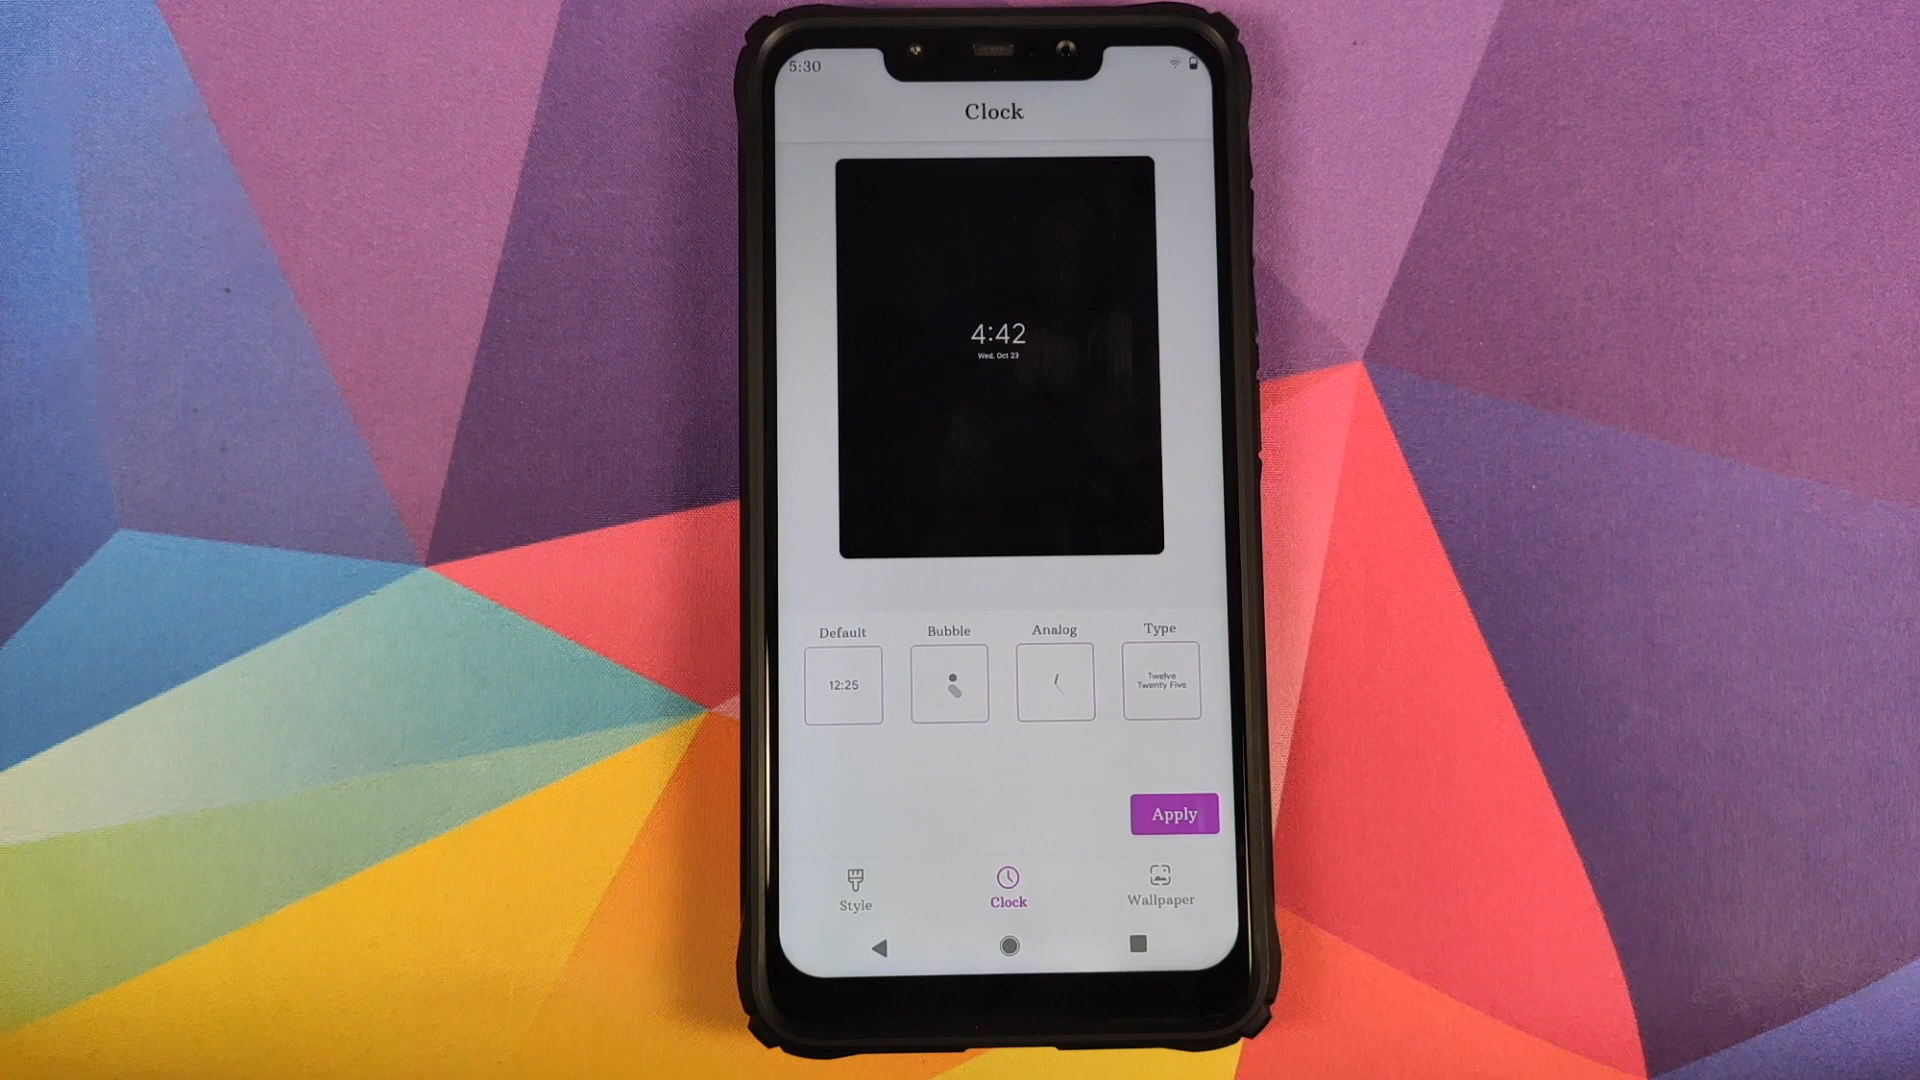 5:30
Clock
4:42
Wed, Oct 23
Default
Bubble
Analog
Type
12:25
Twelve
Twenty Five
Apply
Style
Clock
Wallpaper